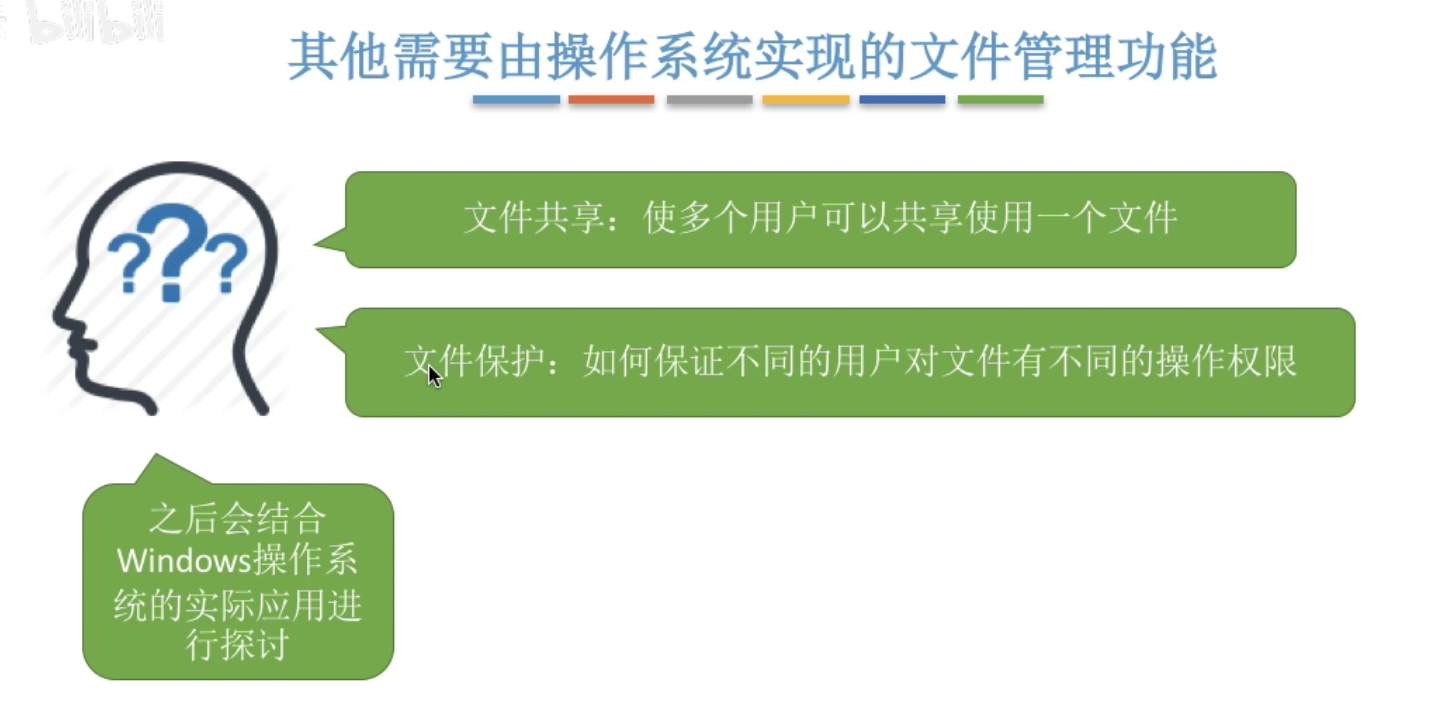 bilibili
其他需要由操作系统实现的文件管理功能
???
文件共享：使多个用户可以共享使用一个文件
文件保护：如何保证不同的用户对文件有不同的操作权限
之后会结合
Windows操作系
统的实际应用进
行探讨